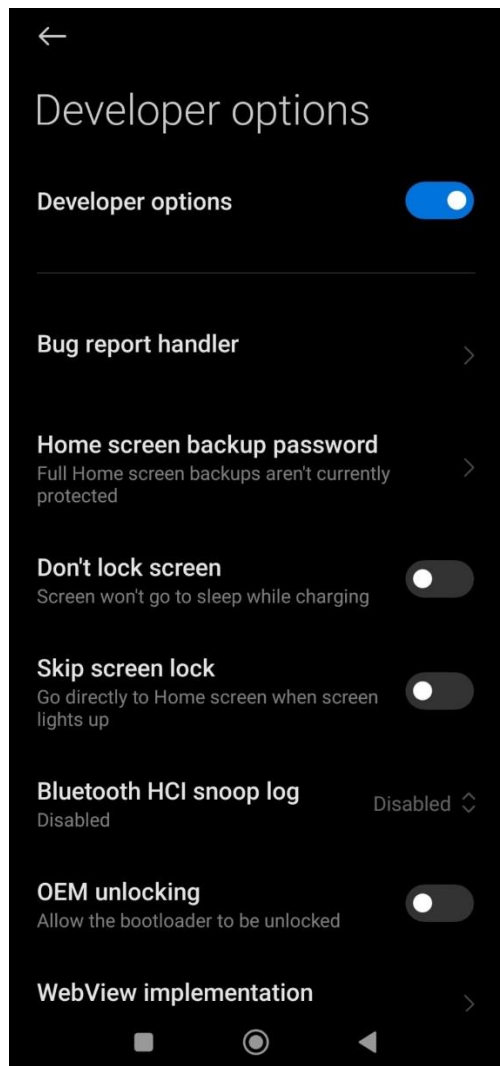 Developer options
Developer options
Bug report handler
Home screen backup password
Full Home screen backups aren't currently
protected
Don't lock screen
Screen won't go to sleep while charging
Skip screen lock
Go directly to Home screen when screen
lights up
Bluetooth HCI snoop log
Disabled
Disabled
OEM unlocking
Allow the bootloader to be unlocked
WebView implementation